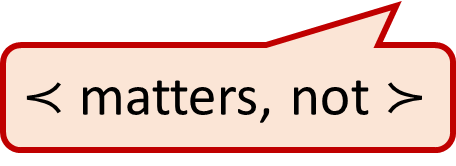 ≺ matters, not ≻